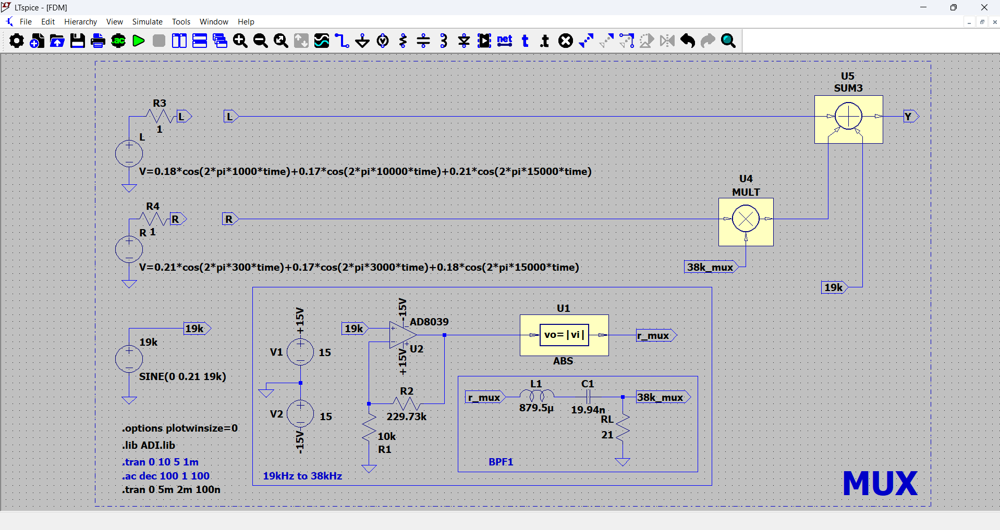 LTspice - [FDM]
File Edit Hierarchy View Simulate Tools Window Help
.ac
net
t
.t
U5
SUM3
R3
L
1
L
Y
L
V=0.18*cos(2*pi*1000*time)+0.17*cos(2*pi*10000*time)+0.21*cos(2*pi*15000*time)
U4
MULT
R4
R
R
R 1
V=0.21*cos(2*pi*300*time)+0.17*cos(2*pi*3000*time)+0.18*cos(2*pi*15000*time)
38k_mux
19k
19k
19k
SINE(0 0.21 19k)
+15V
V1
15
V2
15
-15V
19k
-15V
AD8039
U2
+15V
R2
229.73k
10k
R1
U1
vo=|vi|
ABS
r_mux
r_mux
L1
879.5µ
C1
19.94n
38k_mux
RL
21
BPF1
19kHz to 38kHz
.options plotwinsize=0
.lib ADI.lib
.tran 0 10 5 1m
.ac dec 100 1 100
.tran 0 5m 2m 100n
MUX